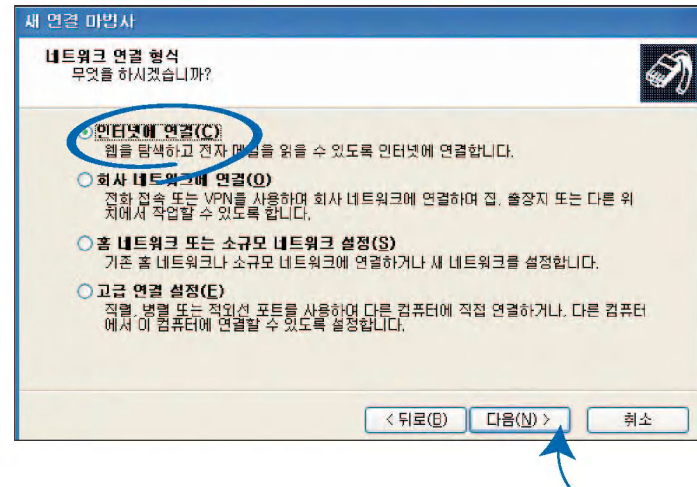 새 연결 마법사
네트워크 연결 형식
무엇을 하시겠습니까?
인터넷에 연결(C)
웹을 탐색하고 전자 메일을 읽을 수 있도록 인터넷에 연결합니다.
회사 네트워크에 연결(O)
전화 접속 또는 VPN을 사용하여 회사 네트워크에 연결하여 집, 출장지 또는 다른 위
치에서 작업할 수 있도록 합니다.
홈 네트워크 또는 소규모 네트워크 설정(S)
기존 홈 네트워크나 소규모 네트워크에 연결하거나 새 네트워크를 설정합니다.
고급 연결 설정(E)
직렬, 병렬 또는 적외선 포트를 사용하여 다른 컴퓨터에 직접 연결하거나, 다른 컴퓨터
에서 이 컴퓨터에 연결할 수 있도록 설정합니다.
< 뒤로(B) 다음(N) > 취소